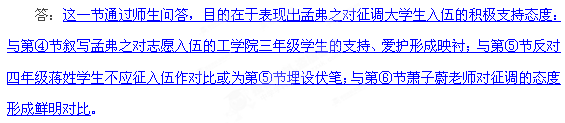 答：这一节通过师生问答，目的在于表现出孟弗之对征调大学生入伍的积极支持态度；
与第④节叙写孟弗之对志愿入伍的工学院三年级学生的支持、爱护形成映衬；与第⑤节反对
四年级蒋姓学生不应征入伍作对比或为第⑤节埋设伏笔；与第⑥节萧子蔚老师对征调的态度
形成鲜明对比。